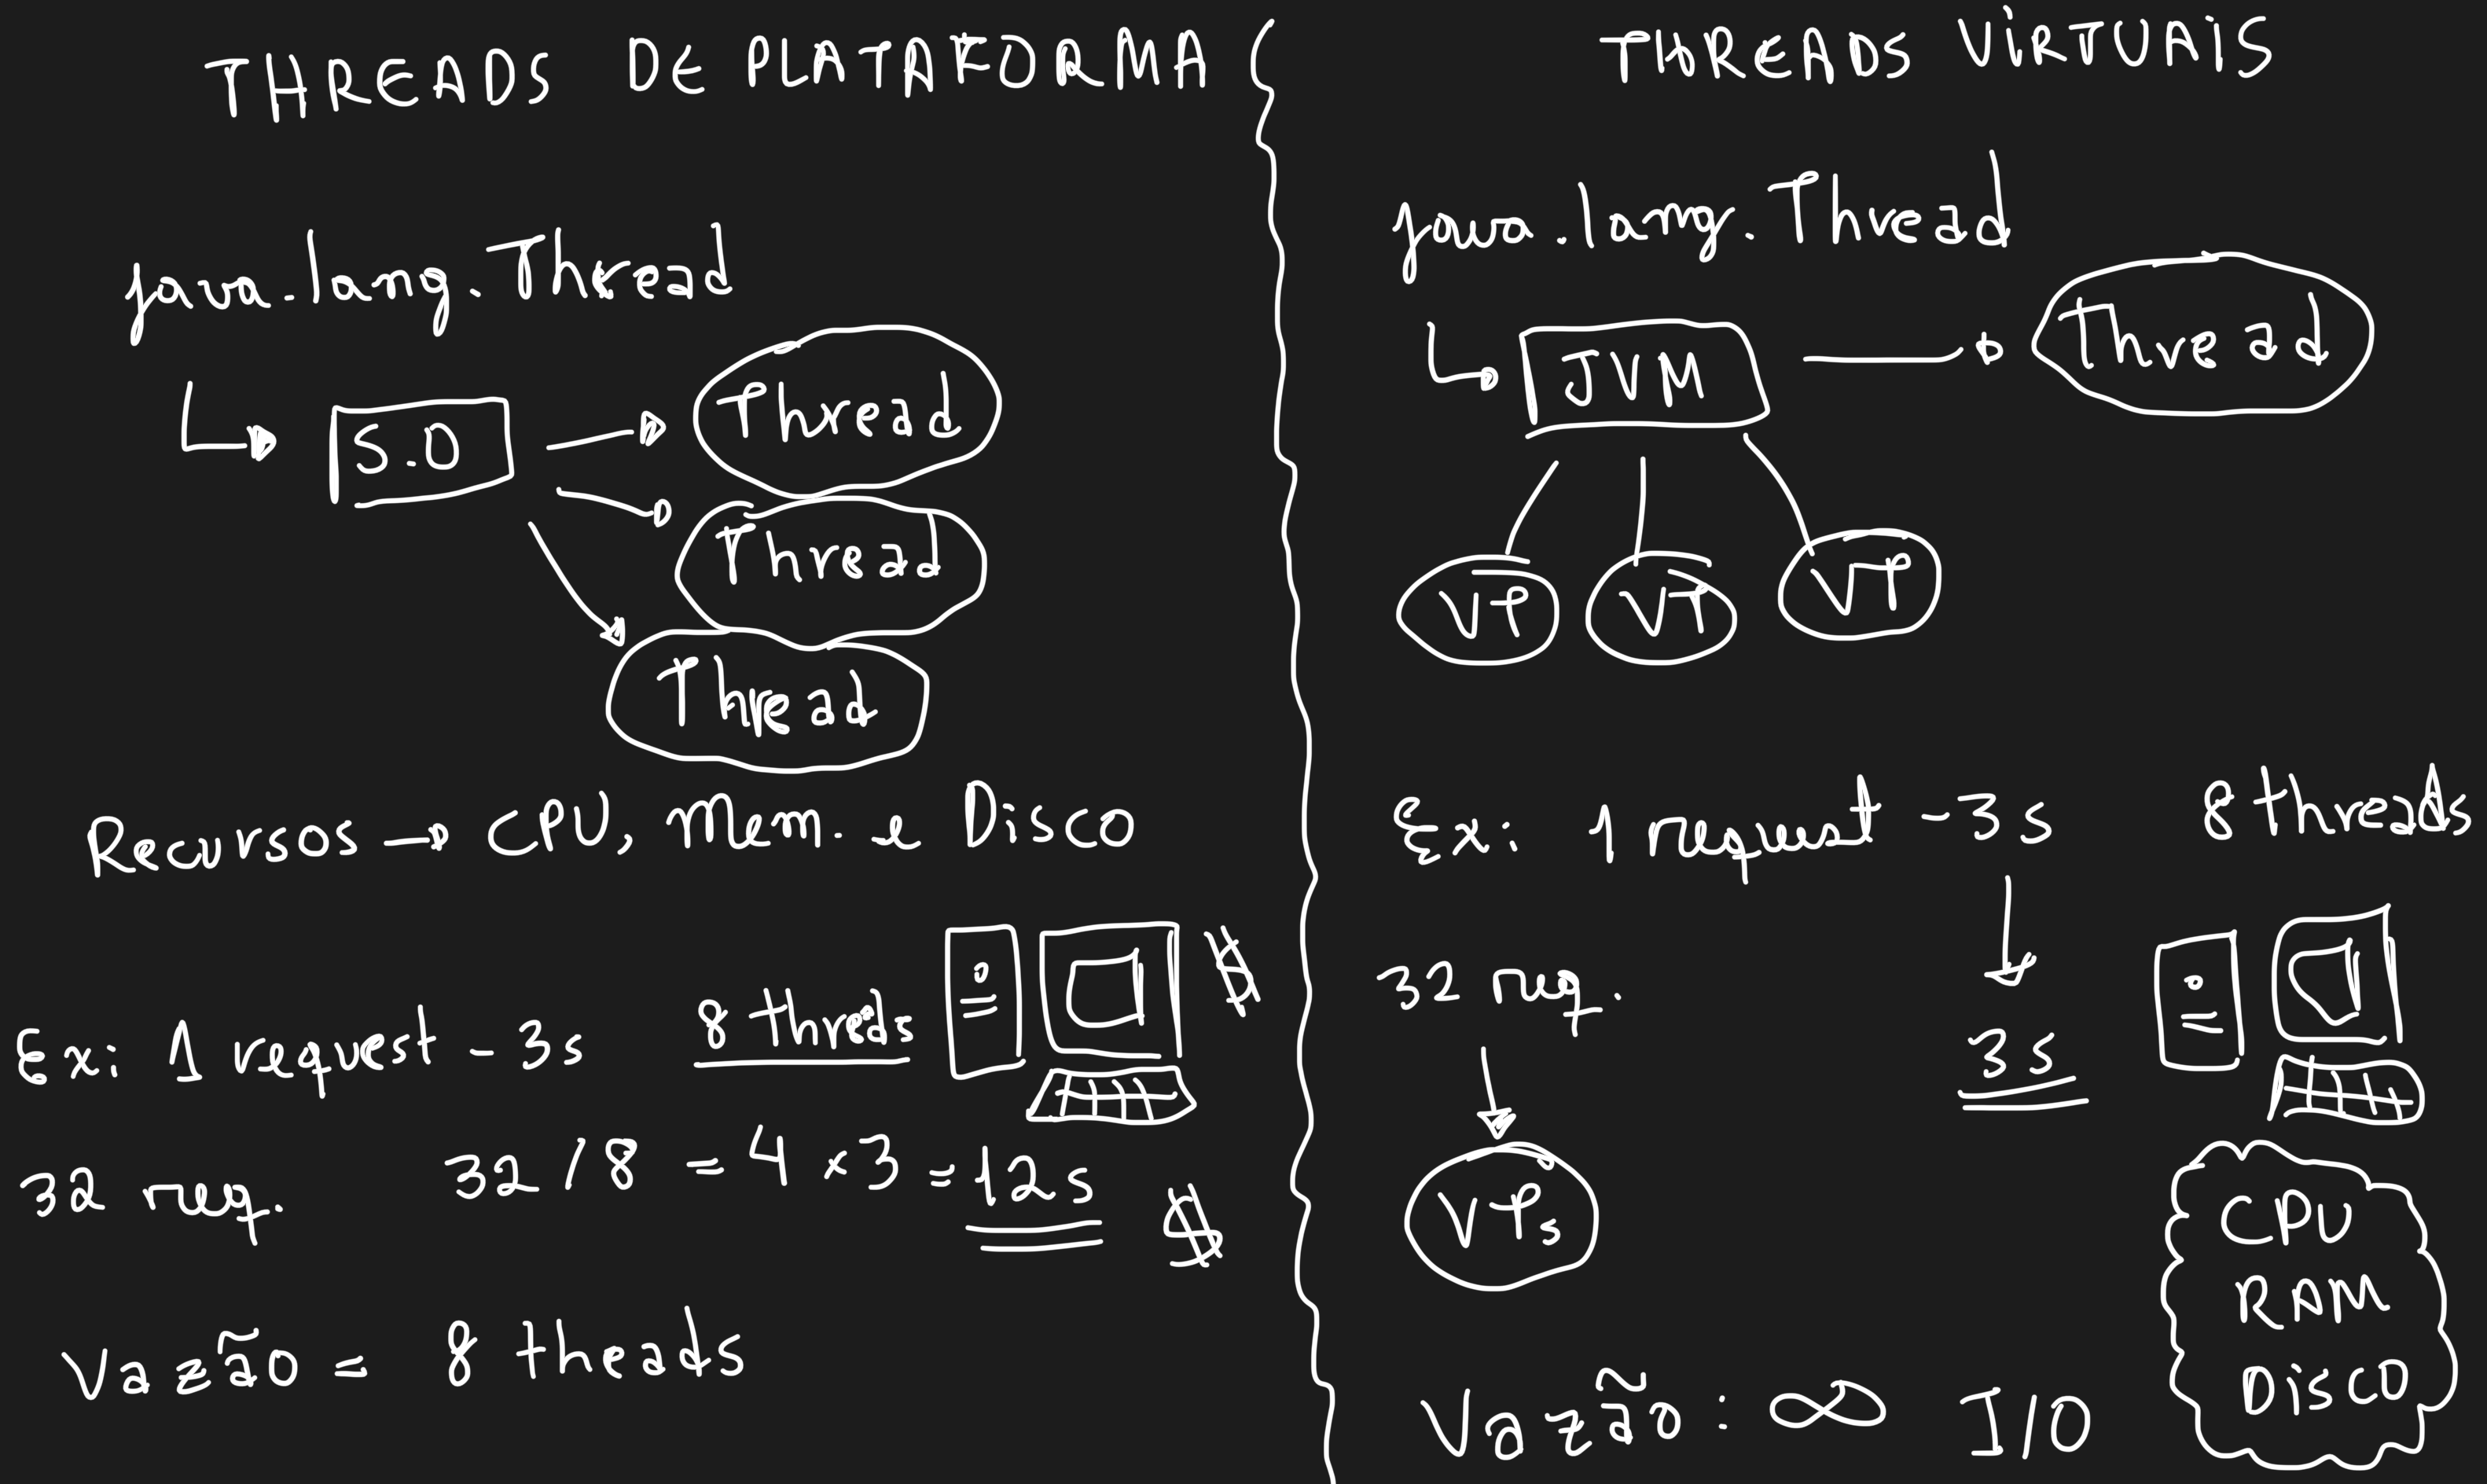 THREADS DE PLATAFORMA
java.lang.Thread
S.O
Thread
Thread
Thread
Recursos → CPU, Mem. e Disco
Ex: 1 request - 3s 8 threds
$
32 req. 32 / 8 = 4 x 3 = 12s
$
Vazão = 8 theads
THREADS VIRTUAIS
java.lang.Thread
JVM
Thread
VT
VT
VT
Ex: 1 request - 3s 8 threads
32 req.
3s
VTs
CPU
RAM
DISCO
Vazão: ∞ I/O